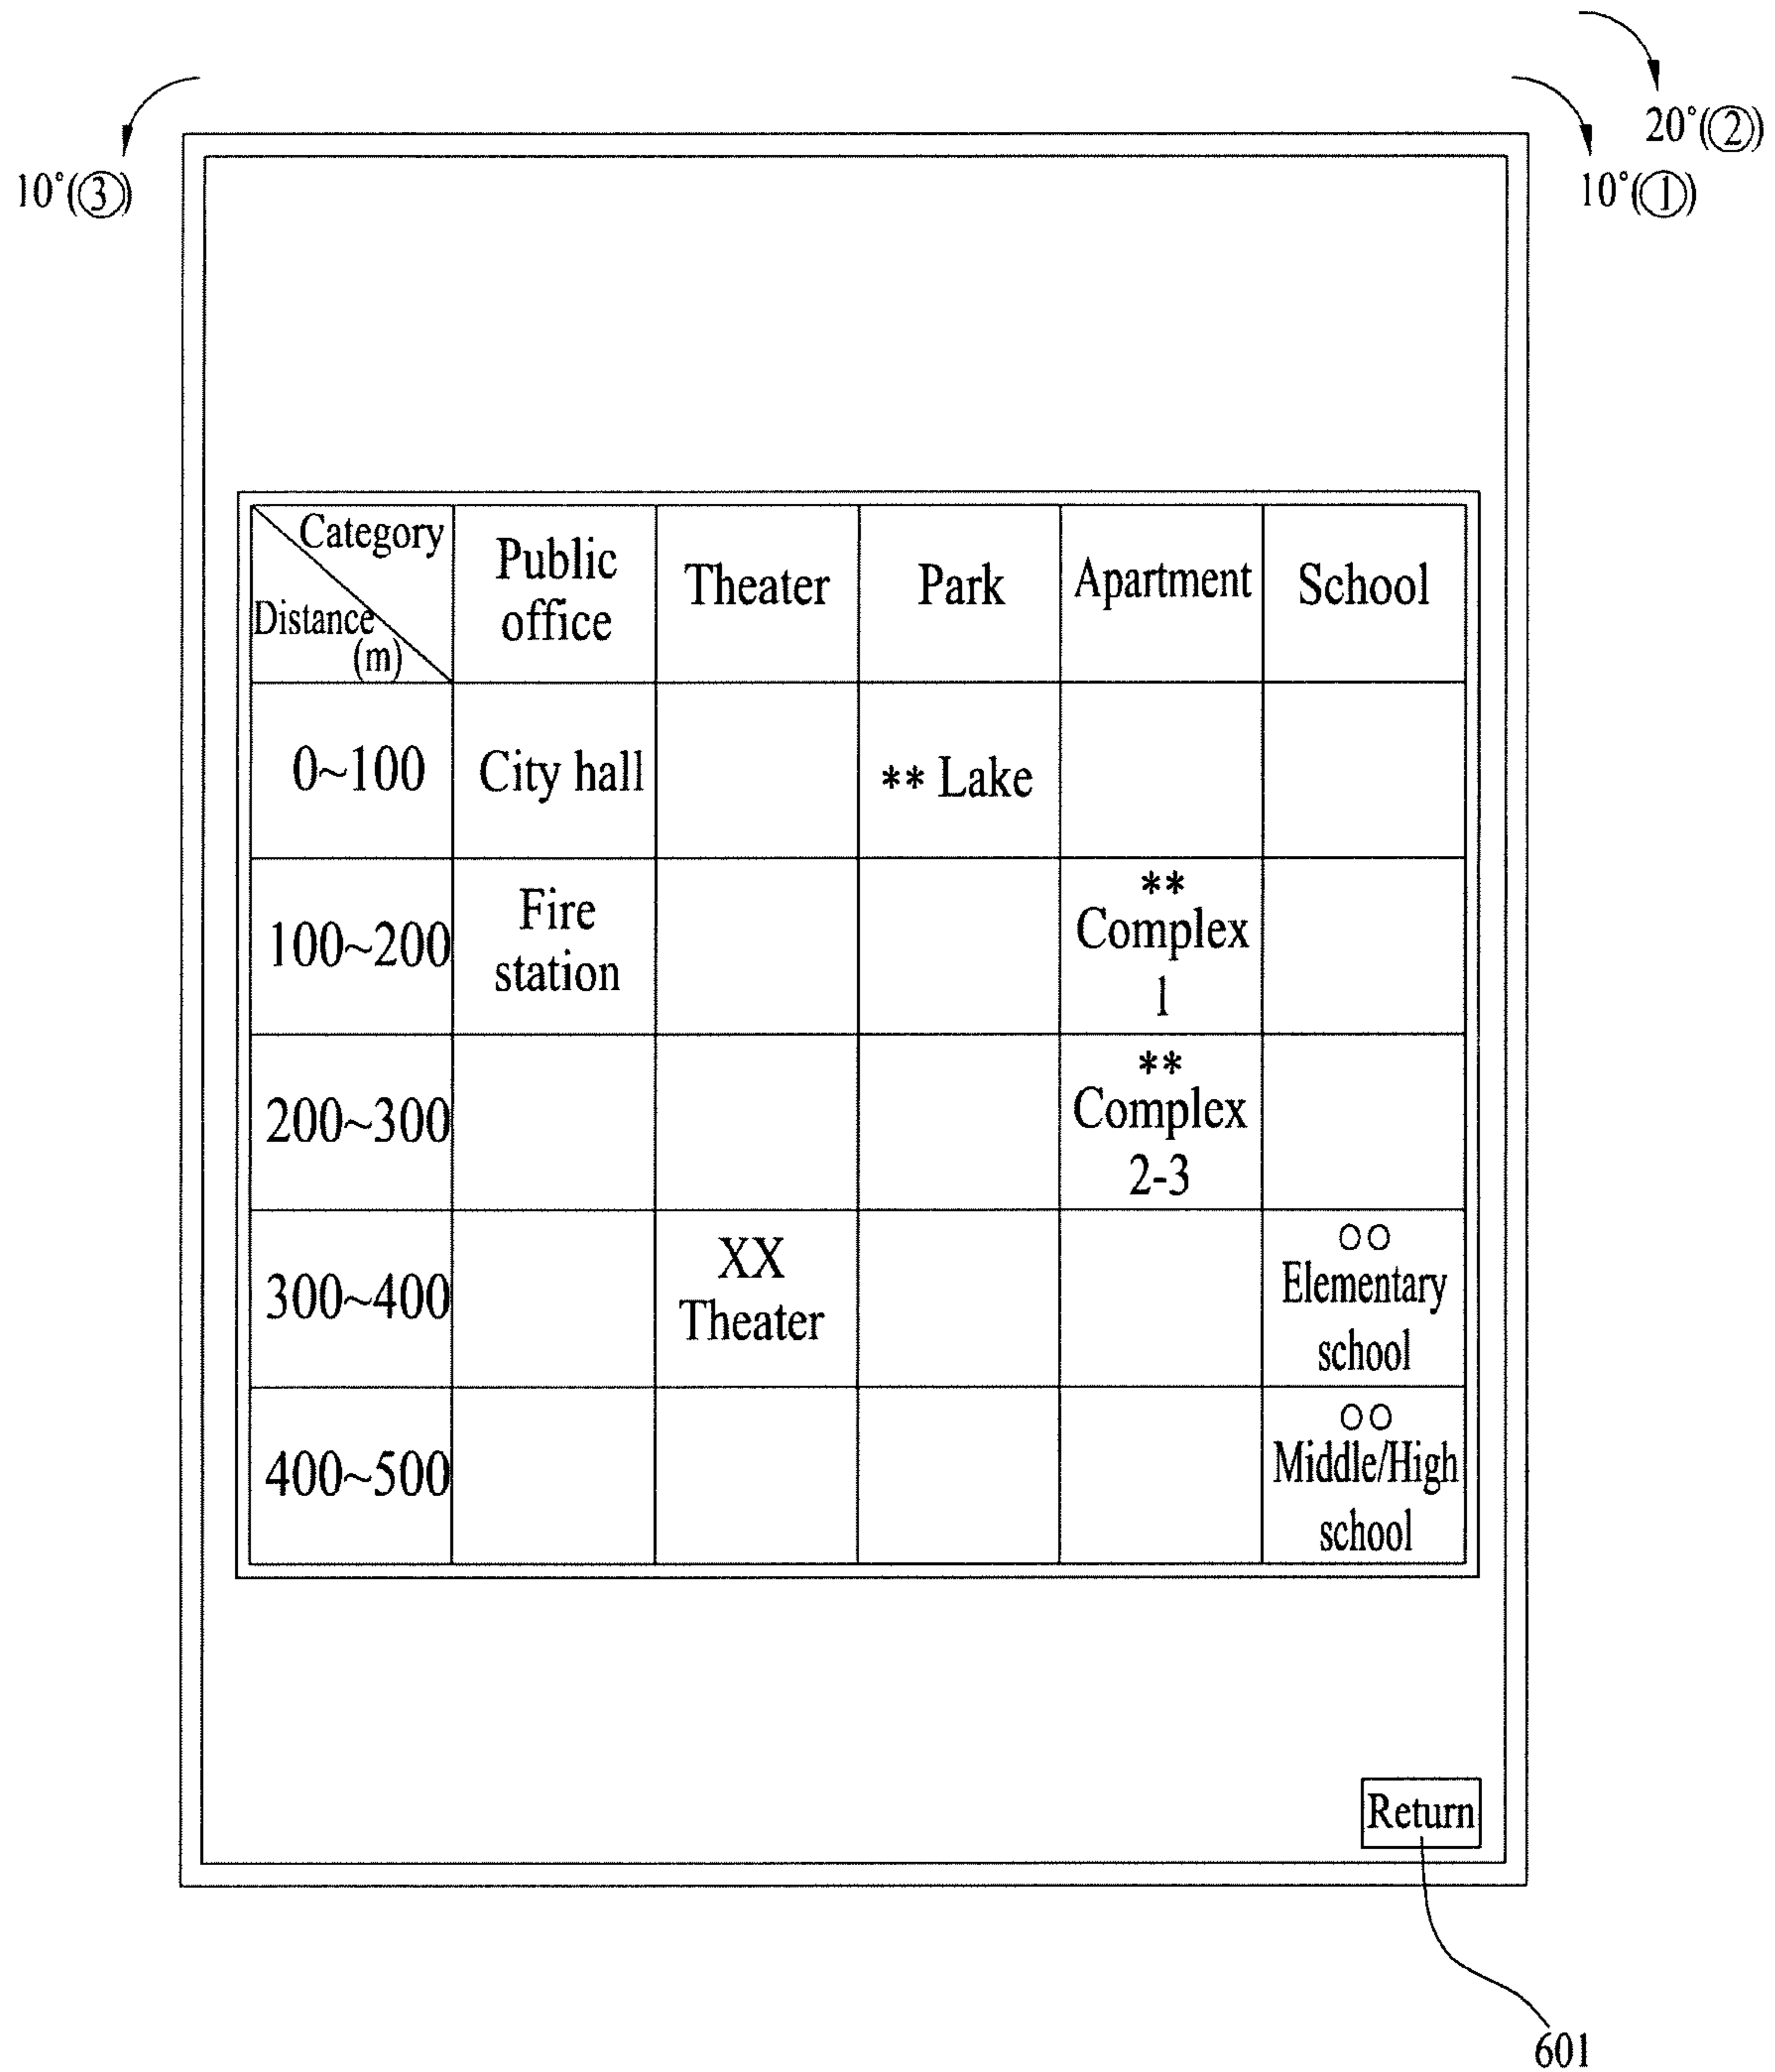 20°(②)
10°(③)
10°(①)
Category
Distance
(m)
Public
office
Theater
Park
Apartment
School
0~100
City hall
** Lake
100~200
Fire
station
**
Complex
1
200~300
**
Complex
2-3
300~400
XX
Theater
○○
Elementary
school
400~500
○○
Middle/High
school
Return
601